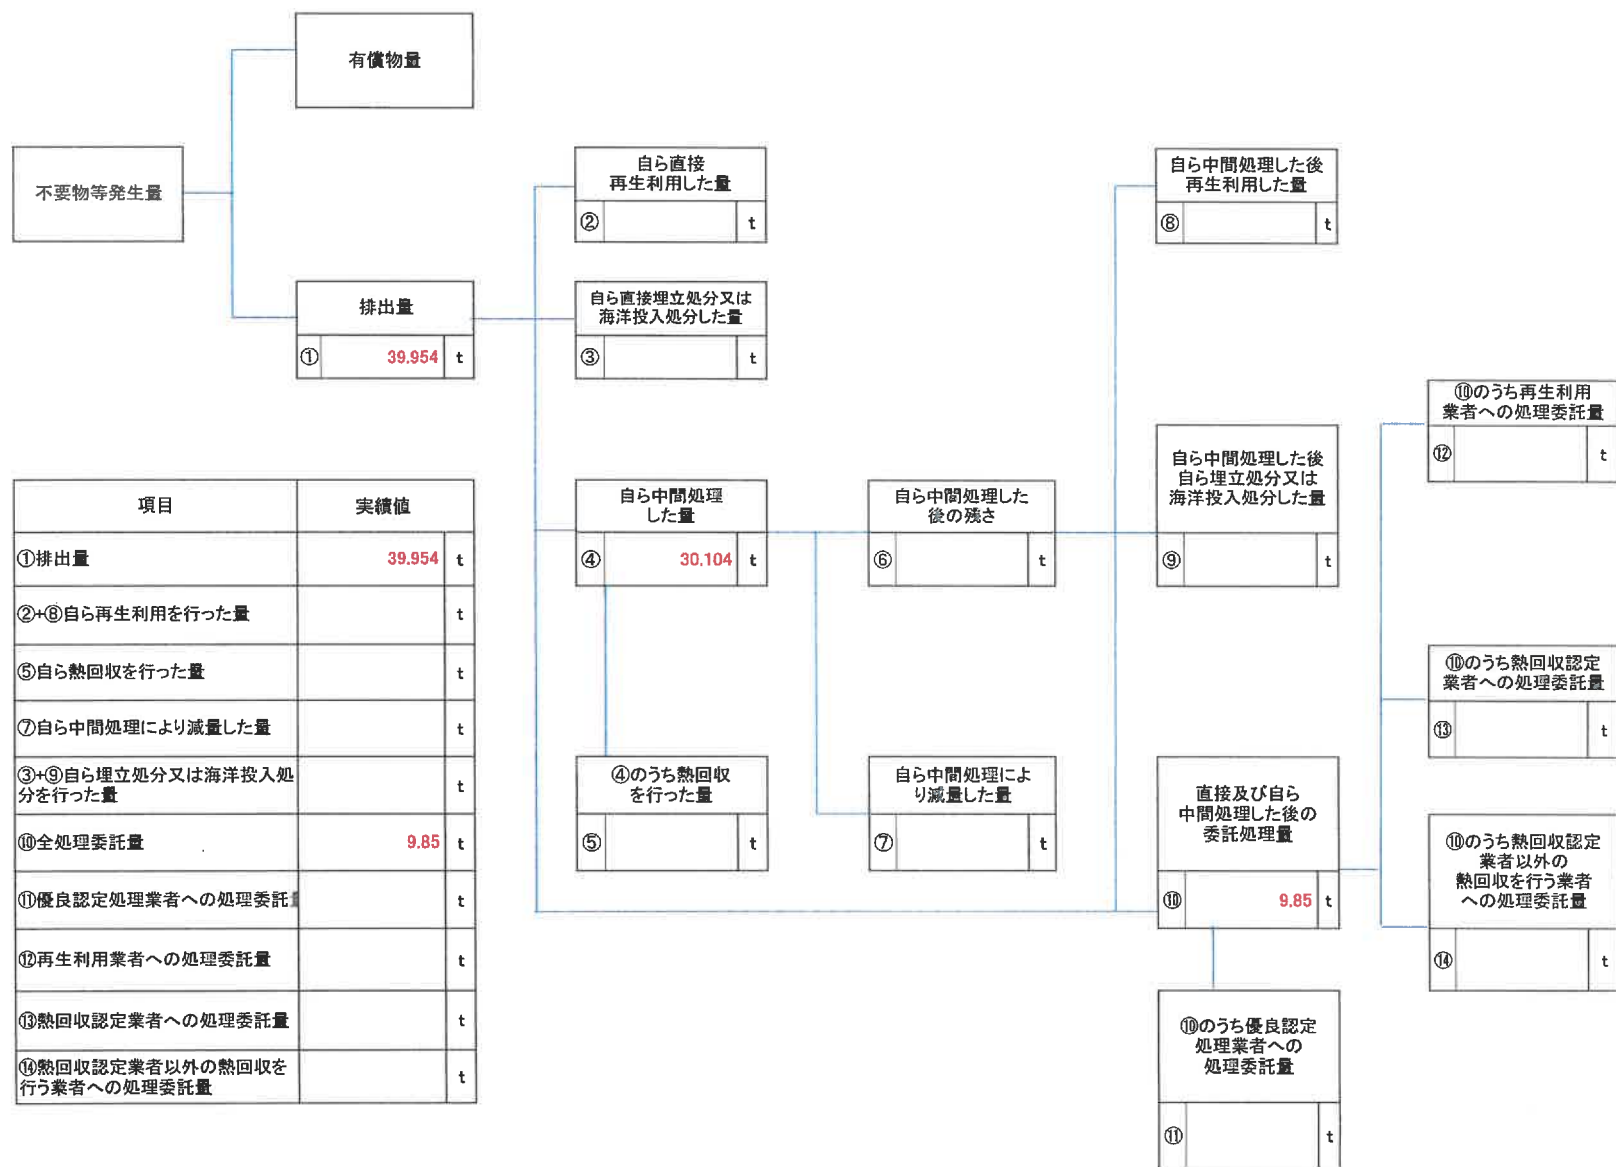 有償物量
不要物等発生量
排出量
① 39.954 t
自ら直接
再生利用した量
② t
自ら直接埋立処分又は
海洋投入処分した量
③ t
自ら中間処理
した量
④ 30.104 t
④のうち熱回収
を行った量
⑤ t
自ら中間処理した
後の残さ
⑥ t
自ら中間処理によ
り減量した量
⑦ t
自ら中間処理した後
再生利用した量
⑧ t
自ら中間処理した後
自ら埋立処分又は
海洋投入処分した量
⑨ t
直接及び自ら
中間処理した後の
委託処理量
⑩ 9.85 t
⑩のうち優良認定
処理業者への
処理委託量
⑪ t
⑩のうち再生利用
業者への処理委託量
⑫ t
⑩のうち熱回収認定
業者への処理委託量
⑬ t
⑩のうち熱回収認定
業者以外の
熱回収を行う業者
への処理委託量
⑭ t
項目 実績値
①排出量 39.954 t
②+⑧自ら再生利用を行った量 t
⑤自ら熱回収を行った量 t
⑦自ら中間処理により減量した量 t
③+⑨自ら埋立処分又は海洋投入処
分を行った量 t
⑩全処理委託量 9.85 t
⑪優良認定処理業者への処理委託 t
⑫再生利用業者への処理委託量 t
⑬熱回収認定業者への処理委託量 t
⑭熱回収認定業者以外の熱回収を
行う業者への処理委託量 t